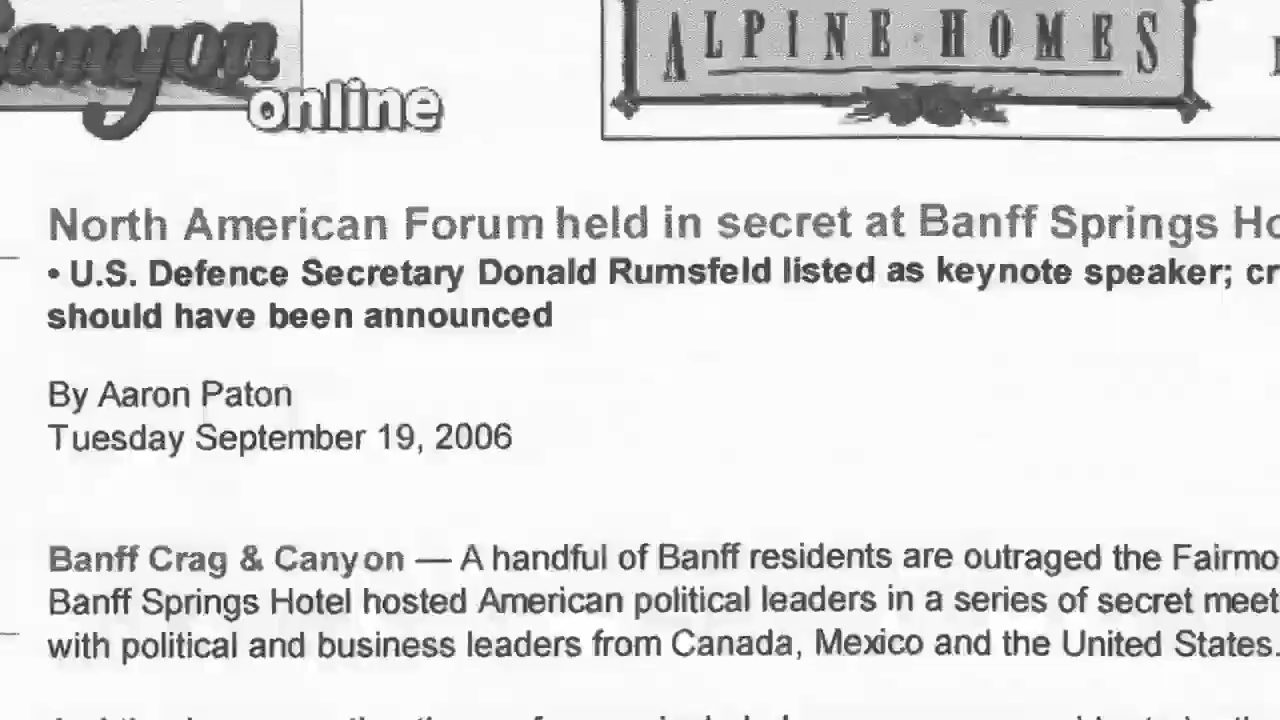 Canyon
online
ALPINE HOMES
North American Forum held in secret at Banff Springs
• U.S. Defence Secretary Donald Rumsfeld listed as keynote speaker;
should have been announced
By Aaron Paton
Tuesday September 19, 2006
Banff Crag & Canyon — A handful of Banff residents are outraged the
Banff Springs Hotel hosted American political leaders in a series of secret
with political and business leaders from Canada, Mexico and the United States.